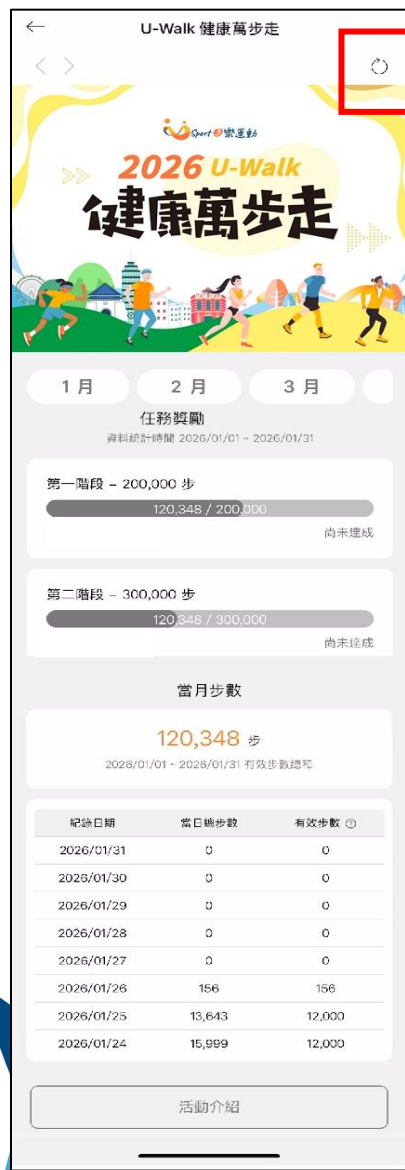 U-Walk 健康萬步走
Sport i 樂運動
2026 U-Walk
健康萬步走
1 月 2 月 3 月
任務獎勵
資料統計時間 2026/01/01 ~ 2026/01/31
第一階段 – 200,000 步
120,348 / 200,000
尚未達成
第二階段 – 300,000 步
120,348 / 300,000
尚未達成
當月步數
120,348 步
2026/01/01 ~ 2026/01/31 有效步數總和
紀錄日期 當日總步數 有效步數 ?
2026/01/31 0 0
2026/01/30 0 0
2026/01/29 0 0
2026/01/28 0 0
2026/01/27 0 0
2026/01/26 156 156
2026/01/25 13,643 12,000
2026/01/24 15,999 12,000
活動介紹